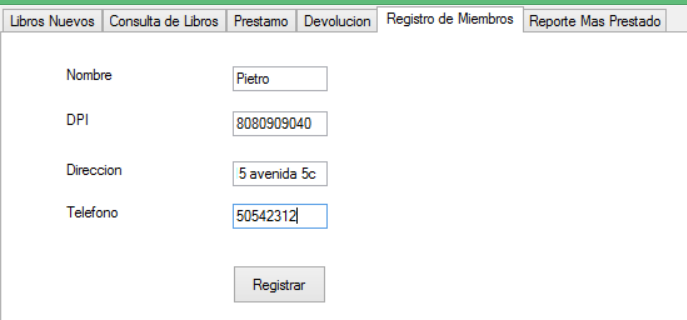 Libros Nuevos Consulta de Libros Prestamo Devolucion Registro de Miembros Reporte Mas Prestado
Nombre Pietro
DPI 8080909040
Direccion 5 avenida 5c
Telefono 50542312
Registrar